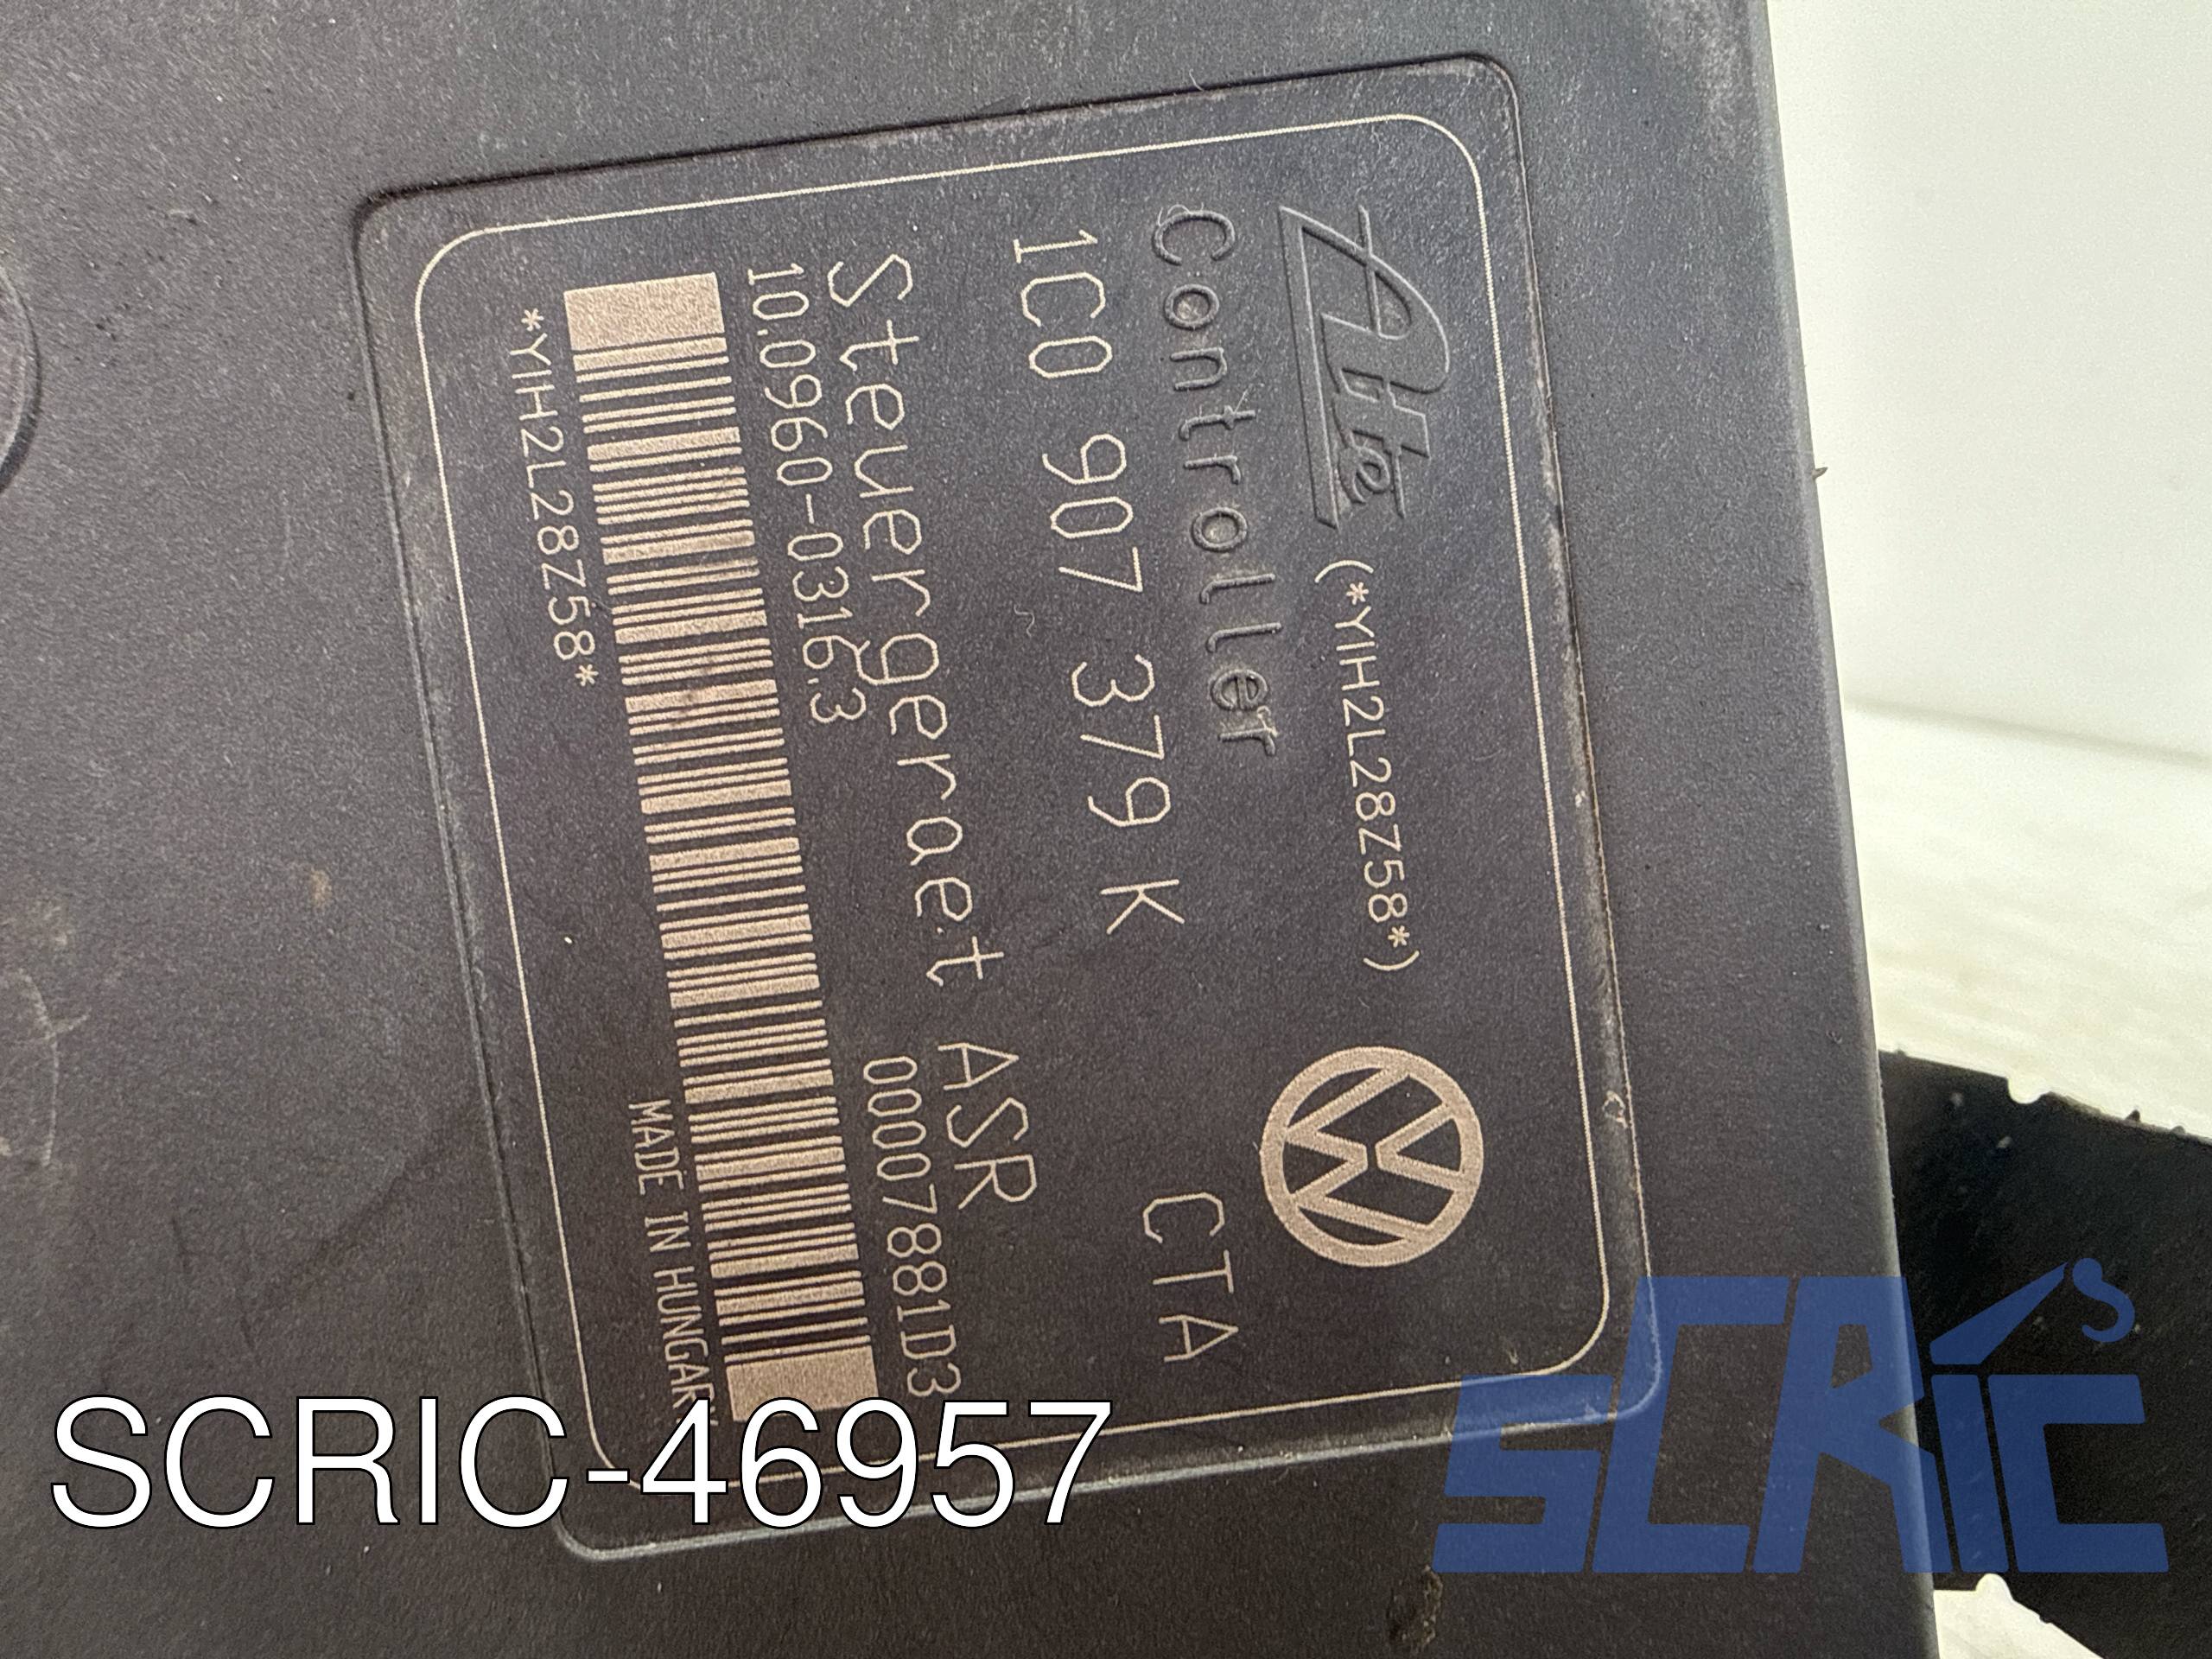 Ate (*YIH2L28Z58*)
Controller
1C0 907 379 K CTA
Steuergeraet ASR
10.0960-0316.3 00007881D3
*YIH2L28Z58* MADE IN HUNGARY
SCRIC-46957
SCRiC's